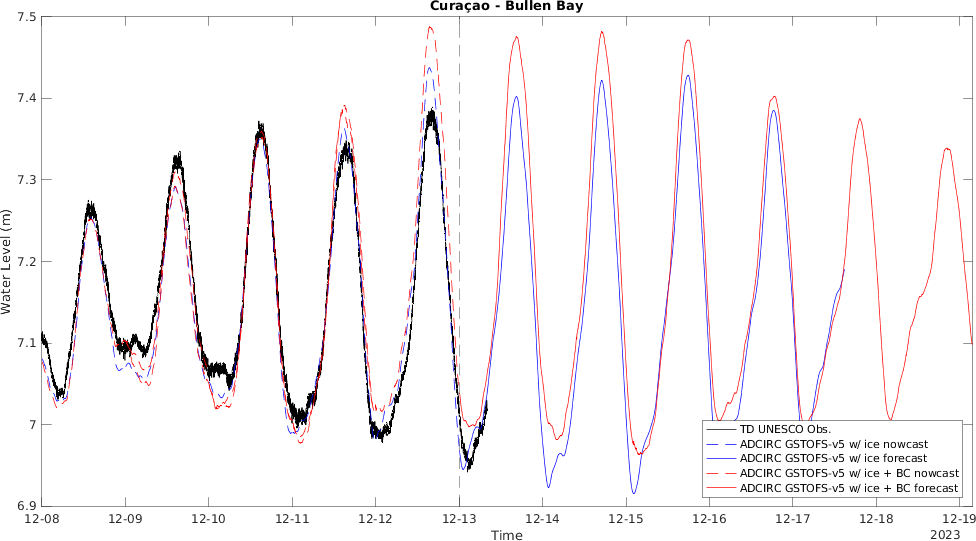 Curaçao - Bullen Bay
7.5
7.4
7.3
7.2
7.1
7
6.9
Water Level (m)
12-08
12-09
12-10
12-11
12-12
12-13
12-14
12-15
12-16
12-17
12-18
12-19
2023
Time
TD UNESCO Obs.
ADCIRC GSTOFS-v5 w/ ice nowcast
ADCIRC GSTOFS-v5 w/ ice forecast
ADCIRC GSTOFS-v5 w/ ice + BC nowcast
ADCIRC GSTOFS-v5 w/ ice + BC forecast